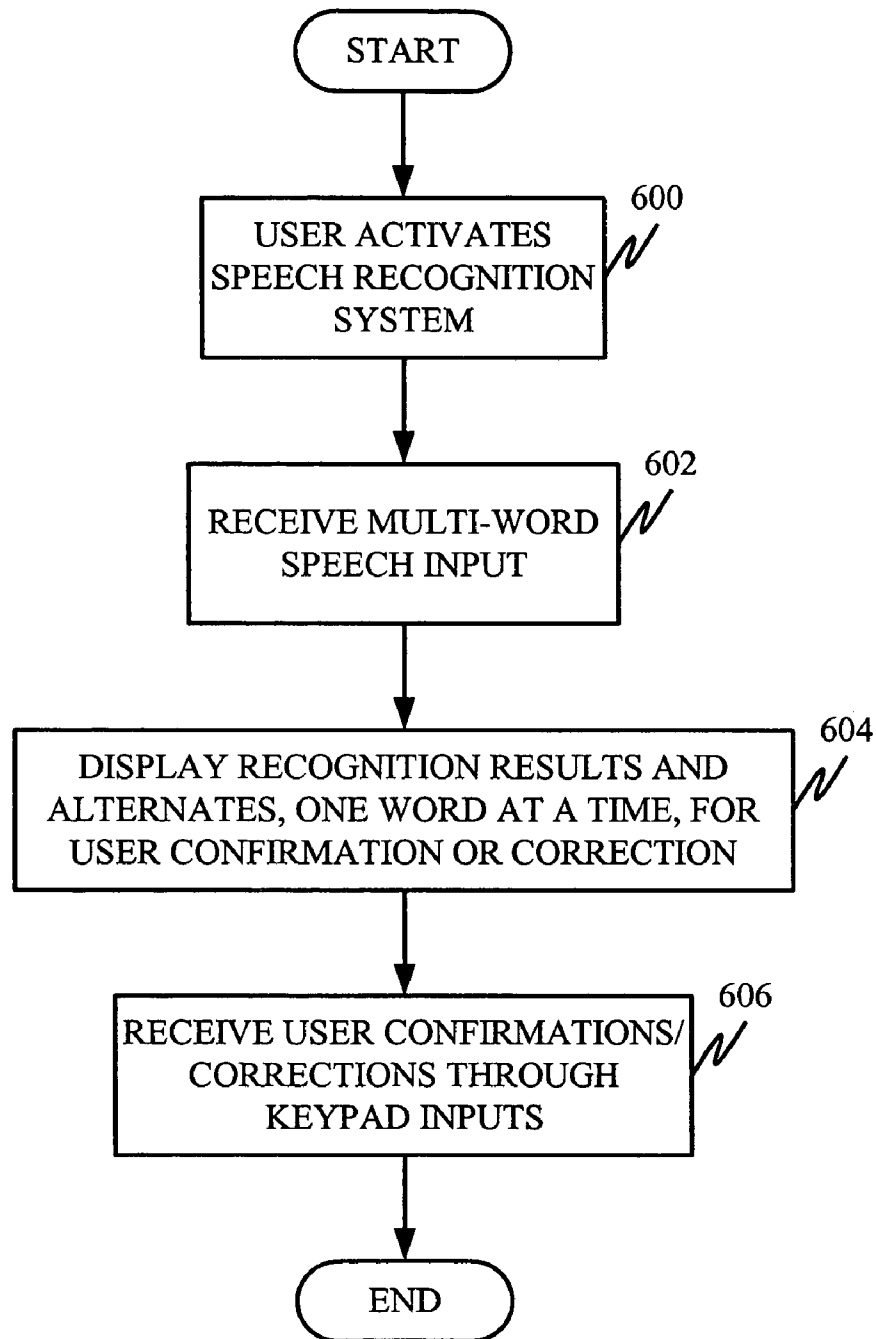 START
600
USER ACTIVATES
SPEECH RECOGNITION
SYSTEM
602
RECEIVE MULTI-WORD
SPEECH INPUT
604
DISPLAY RECOGNITION RESULTS AND
ALTERNATES, ONE WORD AT A TIME, FOR
USER CONFIRMATION OR CORRECTION
606
RECEIVE USER CONFIRMATIONS/
CORRECTIONS THROUGH
KEYPAD INPUTS
END